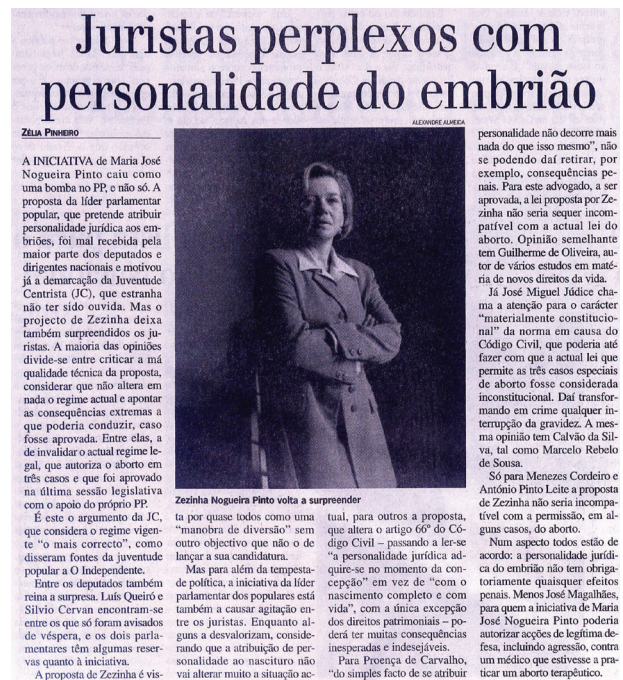 Juristas perplexos com
personalidade do embrião
ALEXANDRE ALMEIDA
ZÉLIA PINHEIRO
A INICIATIVA de Maria José
Nogueira Pinto caiu como
uma bomba no PP, e não só. A
proposta da líder parlamentar
popular, que pretende atribuir
personalidade jurídica aos em-
briões, foi mal recebida pela
maior parte dos deputados e
dirigentes nacionais e motivou
já a demarcação da Juventude
Centrista (JC), que estranha
não ter sido ouvida. Mas o
projecto de Zezinha deixa
também surpreendidos os ju-
ristas. A maioria das opiniões
divide-se entre criticar a má
qualidade técnica da proposta,
considerar que não altera em
nada o regime actual e apontar
as consequências extremas a
que poderia conduzir, caso
fosse aprovada. Entre elas, a
de invalidar o actual regime le-
gal, que autoriza o aborto em
três casos e que foi aprovado
na última sessão legislativa
com o apoio do próprio PP.
É este o argumento da JC,
que considera o regime vigen-
te "o mais correcto", como
disseram fontes da juventude
popular a O Independente.
Entre os deputados também
reina a surpresa. Luís Queiró e
Silvio Cervan encontram-se
entre os que só foram avisados
de véspera, e os dois parla-
mentares têm algumas reser-
vas quanto à iniciativa.
A proposta de Zezinha é vis-
Zezinha Nogueira Pinto volta a surpreender
ta por quase todos como uma
"manobra de diversão" sem
outro objectivo que não o de
lançar a sua candidatura.
Mas para além da tempesta-
de política, a iniciativa da líder
parlamentar dos populares está
também a causar agitação en-
tre os juristas. Enquanto al-
guns a desvalorizam, conside-
rando que a atribuição de per-
sonalidade ao nascituro não
vai alterar muito a situação ac-
tual, para outros a proposta,
que altera o artigo 66º do Có-
digo Civil – passando a ler-se
"a personalidade jurídica ad-
quire-se no momento da con-
cepção" em vez de "com o
nascimento completo e com
vida", com a única excepção
dos direitos patrimoniais – po-
derá ter muitas consequências
inesperadas e indesejáveis.
Para Proença de Carvalho,
"do simples facto de se atribuir
personalidade não decorre mais
nada do que isso mesmo", não
se podendo daí retirar, por
exemplo, consequências pe-
nais. Para este advogado, a ser
aprovada, a lei proposta por Ze-
zinha não seria sequer incom-
patível com a actual lei do
aborto. Opinião semelhante
tem Guilherme de Oliveira, au-
tor de vários estudos em maté-
ria de novos direitos da vida.
Já José Miguel Júdice cha-
ma a atenção para o carácter
"materialmente constitucio-
nal" da norma em causa do
Código Civil, que poderia até
fazer com que a actual lei que
permite as três casos especiais
de aborto fosse considerada
inconstitucional. Daí transfor-
mando em crime qualquer in-
terrupção da gravidez. A mes-
ma opinião tem Calvão da Sil-
va, tal como Marcelo Rebelo
de Sousa.
Só para Menezes Cordeiro e
António Pinto Leite a proposta
de Zezinha não seria incompa-
tível com a permissão, em al-
guns casos, do aborto.
Num aspecto todos estão de
acordo: a personalidade jurídi-
ca do embrião não tem obriga-
toriamente quaisquer efeitos
penais. Menos José Magalhães,
para quem a iniciativa de Maria
José Nogueira Pinto poderia
autorizar acções de legítima de-
fesa, incluindo agressão, contra
um médico que estivesse a pra-
ticar um aborto terapêutico.